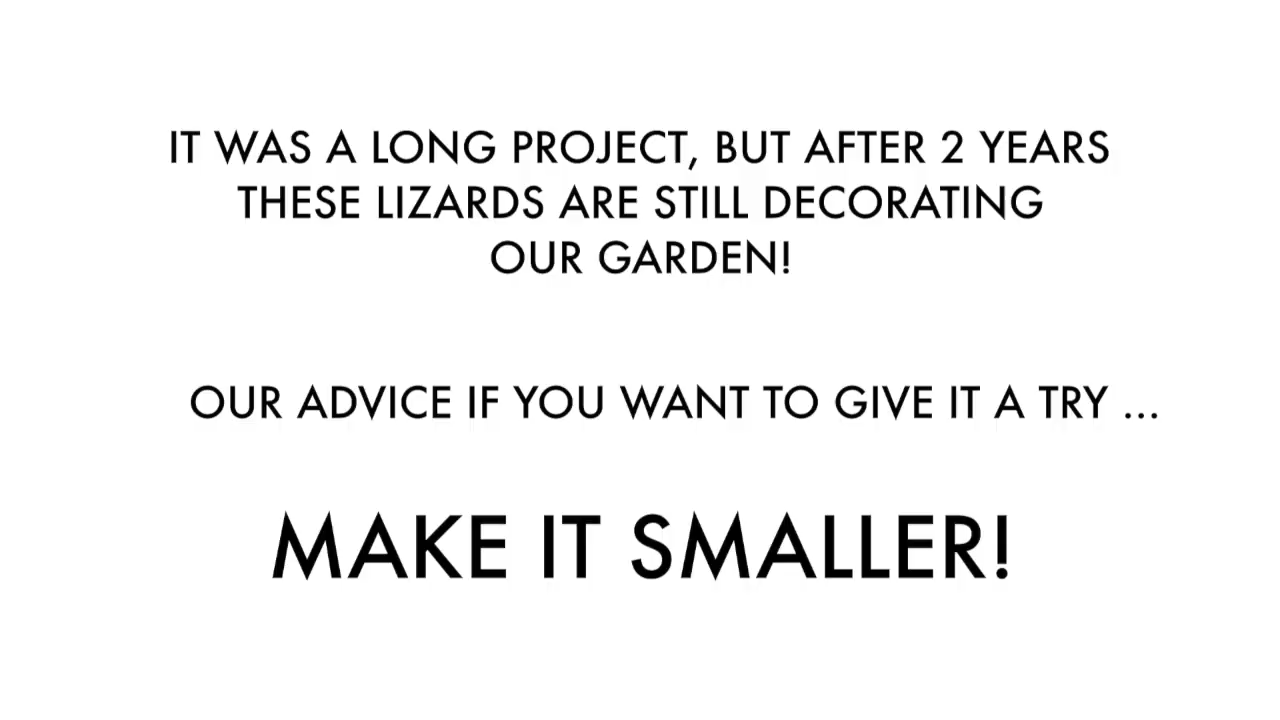 IT WAS A LONG PROJECT, BUT AFTER 2 YEARS
THESE LIZARDS ARE STILL DECORATING
OUR GARDEN!
OUR ADVICE IF YOU WANT TO GIVE IT A TRY ...
MAKE IT SMALLER!